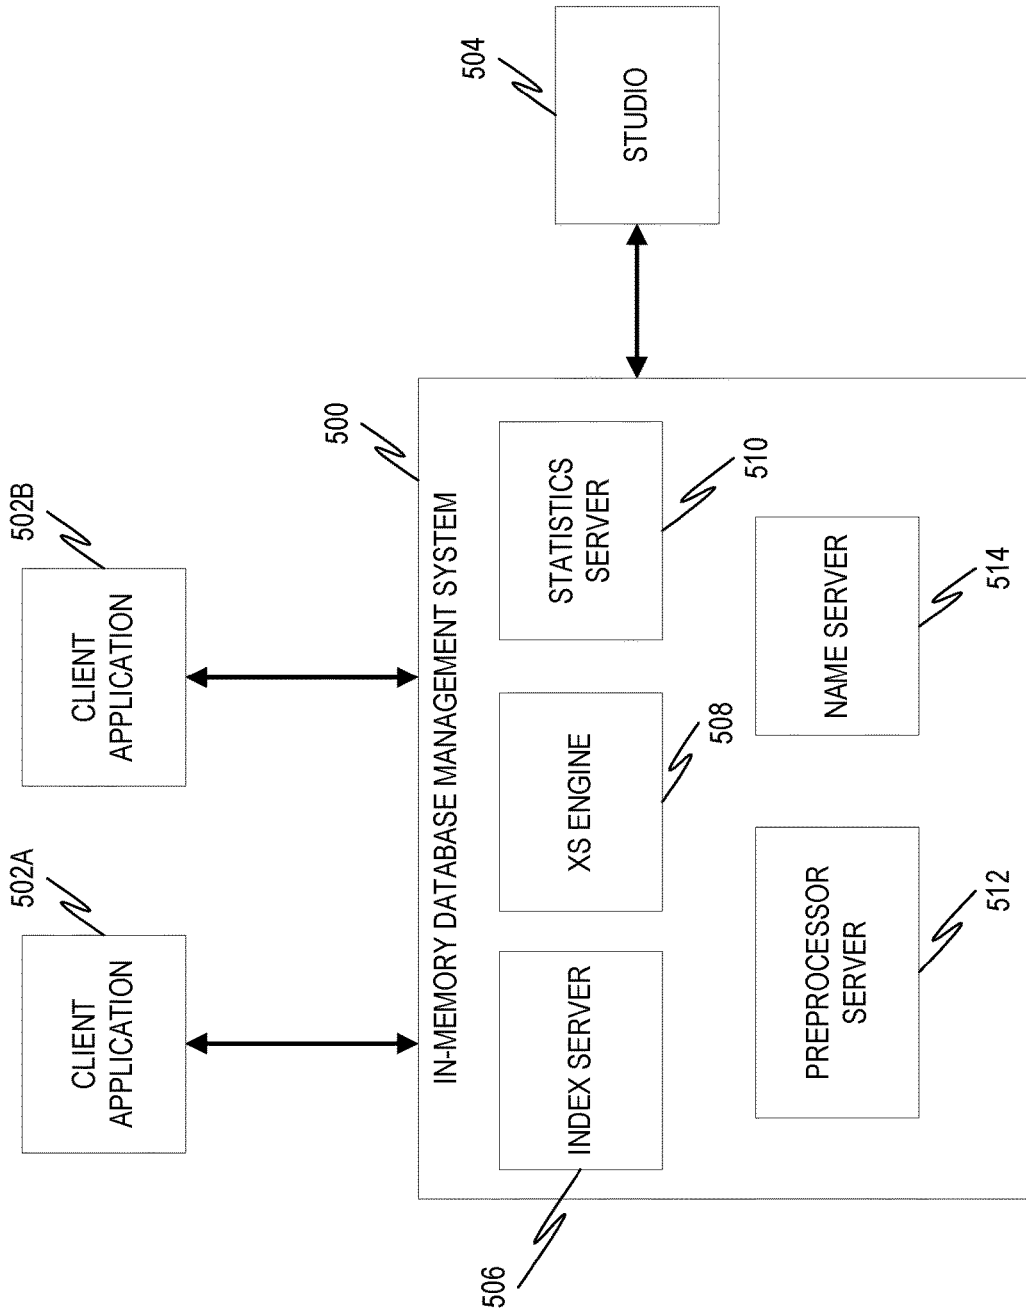 502A
CLIENT
APPLICATION
502B
CLIENT
APPLICATION
500
IN-MEMORY DATABASE MANAGEMENT SYSTEM
504
STUDIO
506
INDEX SERVER
XS ENGINE
508
STATISTICS
SERVER
510
PREPROCESSOR
SERVER
512
NAME SERVER
514